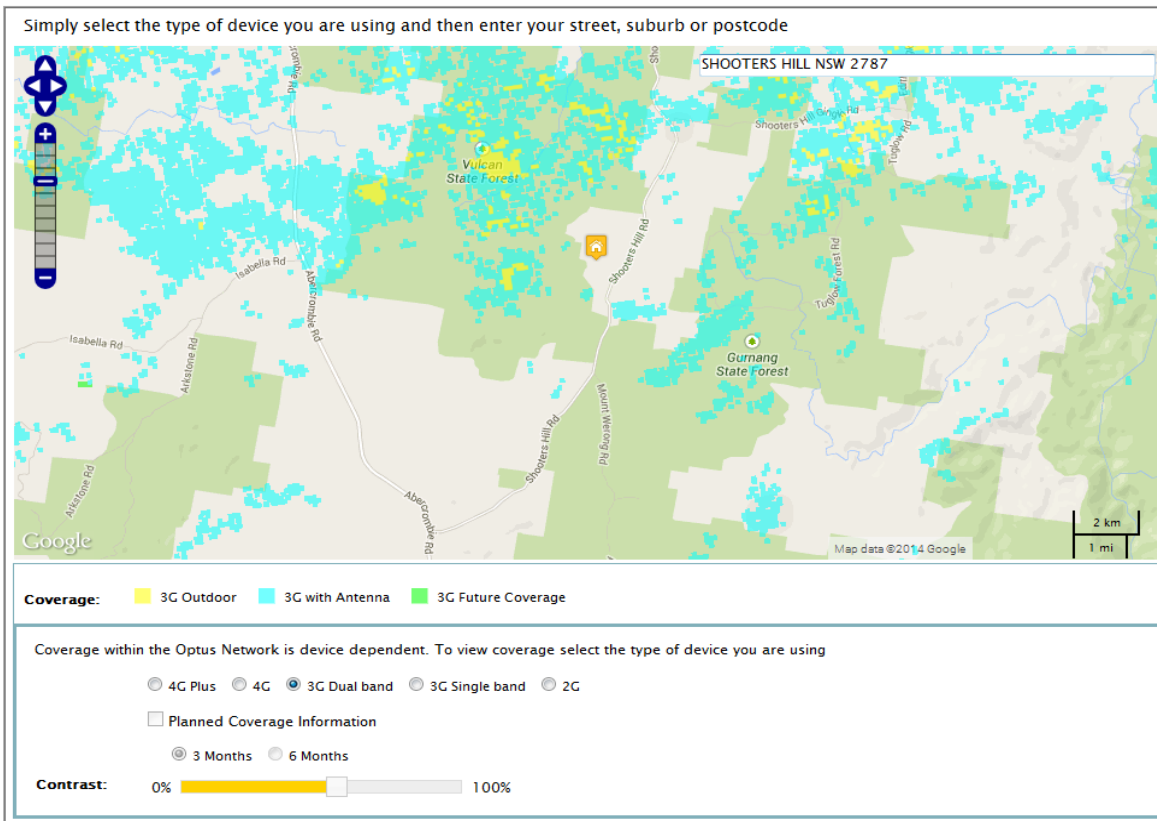 Simply select the type of device you are using and then enter your street, suburb or postcode
SHOOTERS HILL NSW 2787
Shooters Hill Ginkin Rd
Tuglow Rd
Vulcan
State Forest
Shooters Hill Rd
Isabella Rd
Abercrombie Rd
Tuglow Forest Rd
Isabella Rd
Arkstone Rd
Gurnang
State Forest
Mount Werong Rd
Shooters Hill Rd
Arkstone Rd
Abercrombie Rd
Google
Map data ©2014 Google
2 km
1 mi
Coverage:
3G Outdoor
3G with Antenna
3G Future Coverage
Coverage within the Optus Network is device dependent. To view coverage select the type of device you are using
4G Plus
4G
3G Dual band
3G Single band
2G
Planned Coverage Information
3 Months
6 Months
Contrast:
0%
100%